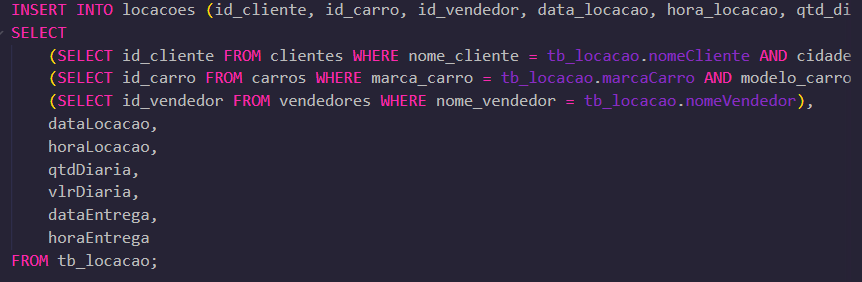 INSERT INTO locacoes (id_cliente, id_carro, id_vendedor, data_locacao, hora_locacao, qtd_di
SELECT
(SELECT id_cliente FROM clientes WHERE nome_cliente = tb_locacao.nomeCliente AND cidade
(SELECT id_carro FROM carros WHERE marca_carro = tb_locacao.marcaCarro AND modelo_carro
(SELECT id_vendedor FROM vendedores WHERE nome_vendedor = tb_locacao.nomeVendedor),
dataLocacao,
horaLocacao,
qtdDiaria,
vlrDiaria,
dataEntrega,
horaEntrega
FROM tb_locacao;